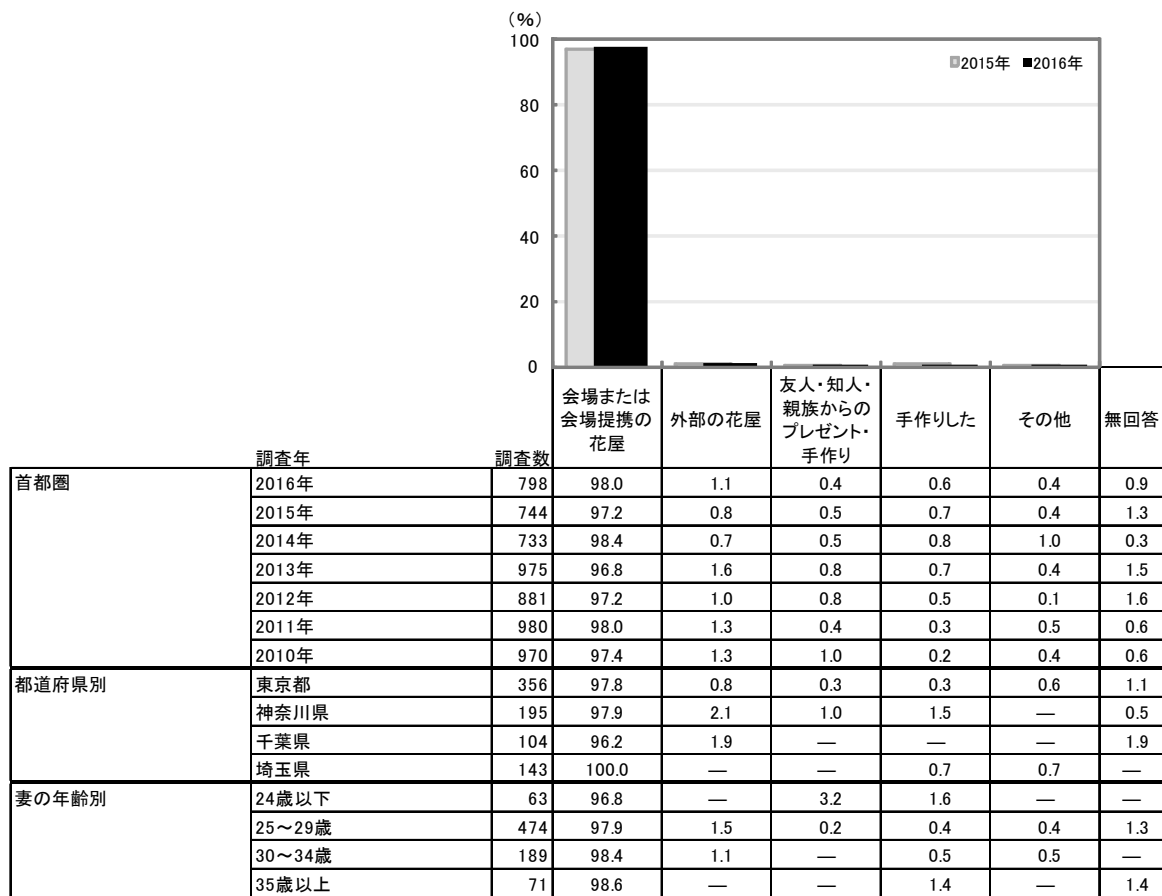 （%）
100
80
60
40
20
0
2015年 2016年
会場または
会場提携の
花屋
外部の花屋
友人・知人・
親族からの
プレゼント・
手作り
手作りした
その他
無回答
調査年 調査数
首都圏 2016年 798 98.0 1.1 0.4 0.6 0.4 0.9
2015年 744 97.2 0.8 0.5 0.7 0.4 1.3
2014年 733 98.4 0.7 0.5 0.8 1.0 0.3
2013年 975 96.8 1.6 0.8 0.7 0.4 1.5
2012年 881 97.2 1.0 0.8 0.5 0.1 1.6
2011年 980 98.0 1.3 0.4 0.3 0.5 0.6
2010年 970 97.4 1.3 1.0 0.2 0.4 0.6
都道府県別 東京都 356 97.8 0.8 0.3 0.3 0.6 1.1
神奈川県 195 97.9 2.1 1.0 1.5 — 0.5
千葉県 104 96.2 1.9 — — — 1.9
埼玉県 143 100.0 — — 0.7 0.7 —
妻の年齢別 24歳以下 63 96.8 — 3.2 1.6 — —
25～29歳 474 97.9 1.5 0.2 0.4 0.4 1.3
30～34歳 189 98.4 1.1 — 0.5 0.5 —
35歳以上 71 98.6 — — 1.4 — 1.4